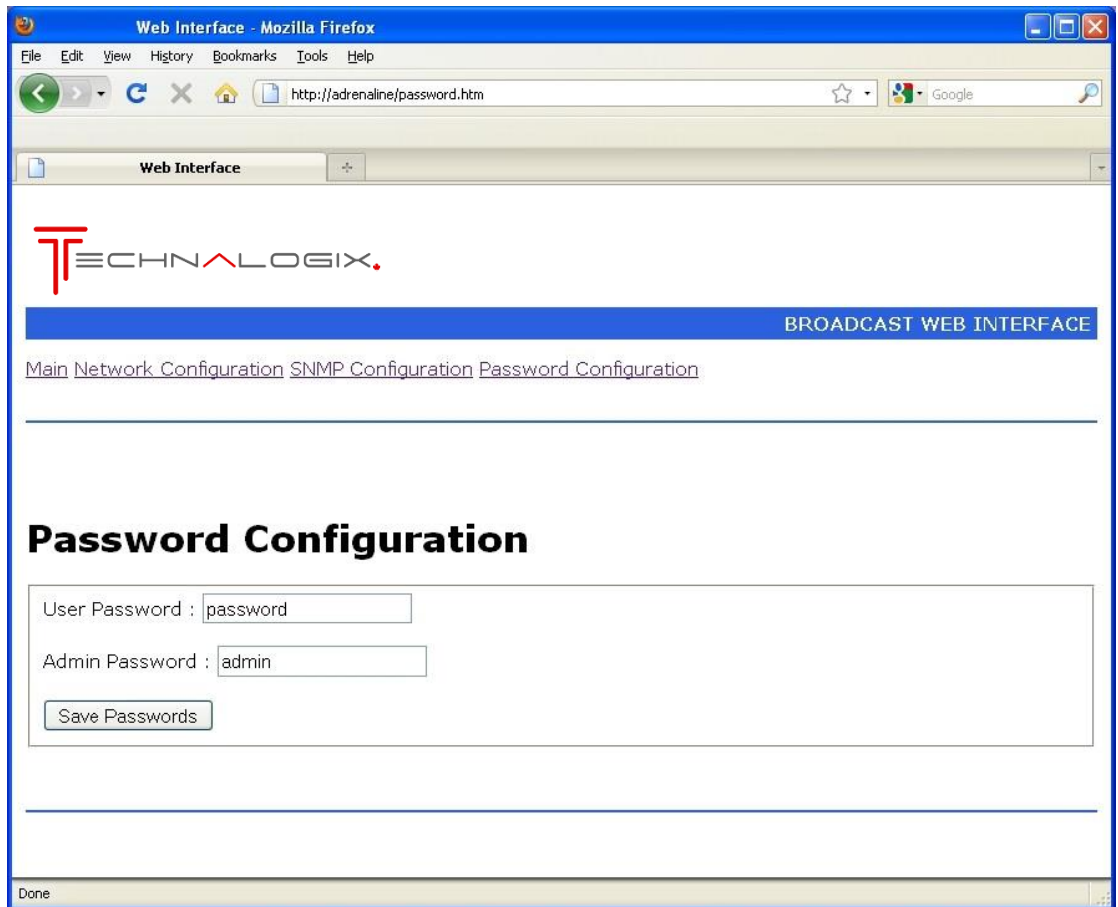 Web Interface - Mozilla Firefox
File Edit View History Bookmarks Tools Help
http://adrenaline/password.htm Google
Web Interface
TECHNALOGIX.
BROADCAST WEB INTERFACE
Main Network Configuration SNMP Configuration Password Configuration
Password Configuration
User Password : password
Admin Password : admin
Save Passwords
Done